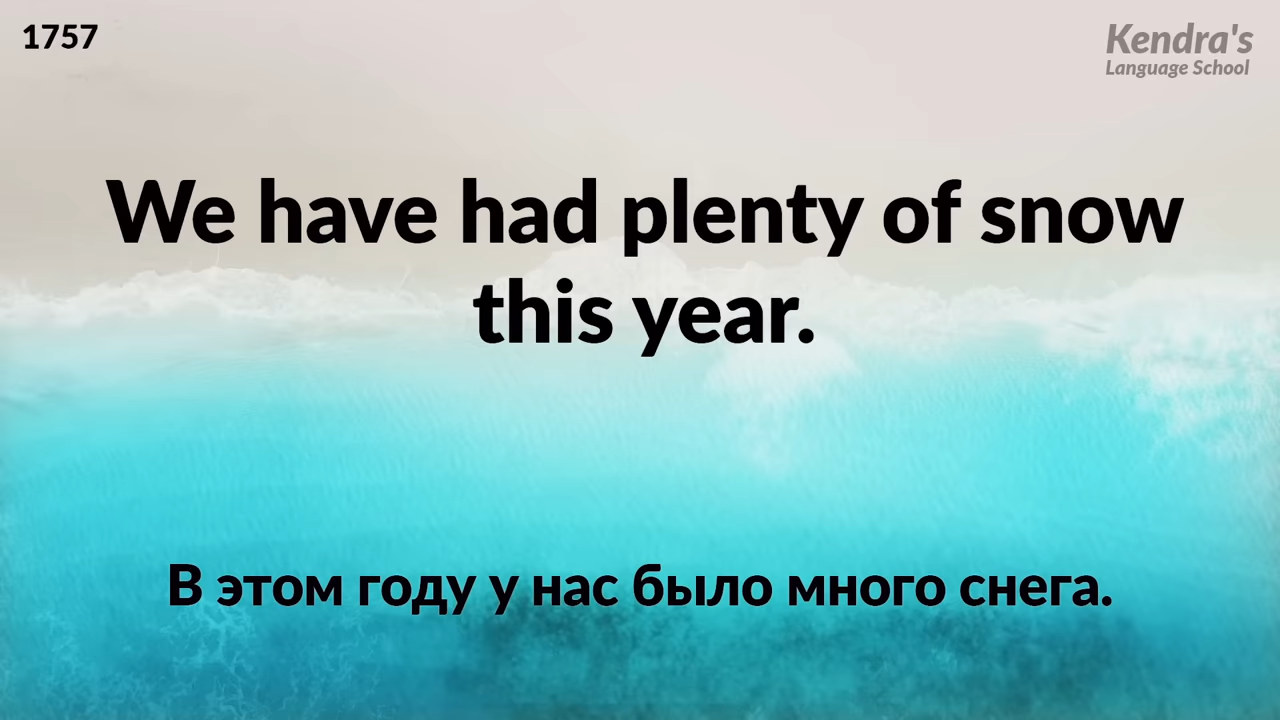 1757
Kendra's
Language School
We have had plenty of snow
this year.
В этом году у нас было много снега.